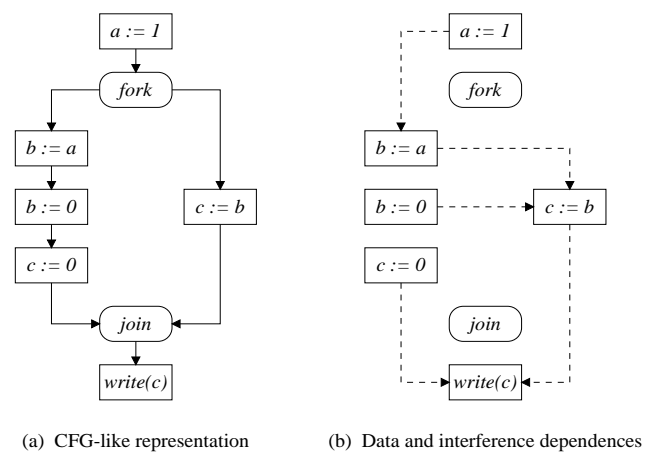 a := 1
fork
b := a
b := 0
c := b
c := 0
join
write(c)
(a) CFG-like representation
a := 1
fork
b := a
b := 0
c := b
c := 0
join
write(c)
(b) Data and interference dependences